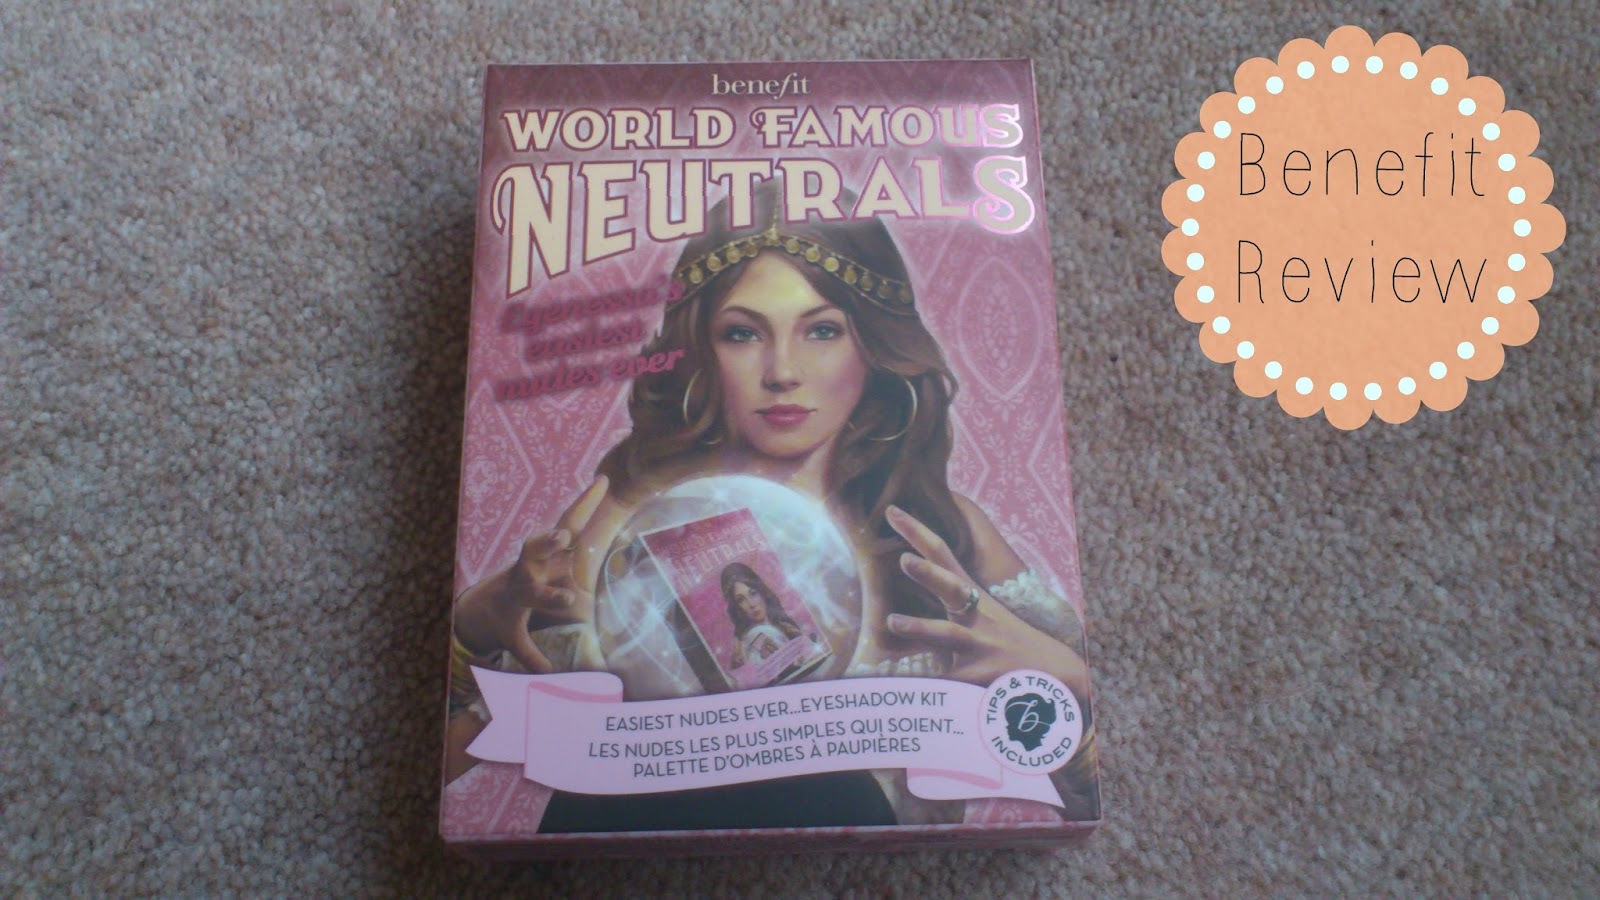 benefit
WORLD FAMOUS
NEUTRALS
easiest
nudes ever
NEUTRALS
EASIEST NUDES EVER...EYESHADOW KIT
LES NUDES LES PLUS SIMPLES QUI SOIENT...
PALETTE D'OMBRES À PAUPIÈRES
TIPS & TRICKS
b
INCLUDED
Benefit
Review